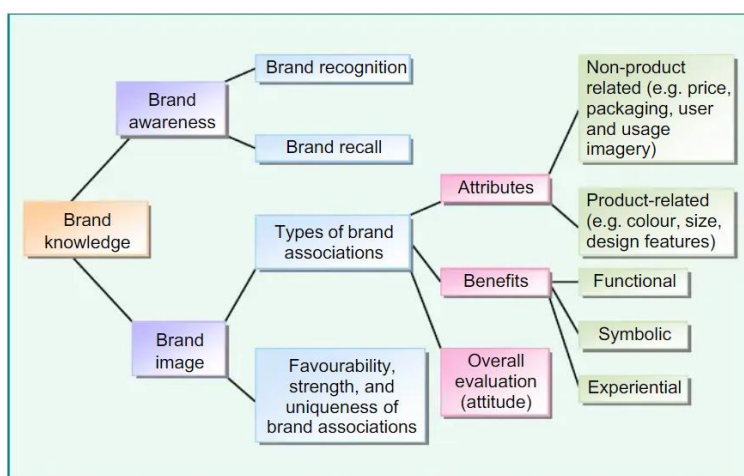 Brand
knowledge
Brand
awareness
Brand
image
Brand recognition
Brand recall
Types of brand
associations
Favourability,
strength, and
uniqueness of
brand associations
Attributes
Benefits
Overall
evaluation
(attitude)
Non-product
related (e.g. price,
packaging, user
and usage
imagery)
Product-related
(e.g. colour, size,
design features)
Functional
Symbolic
Experiential